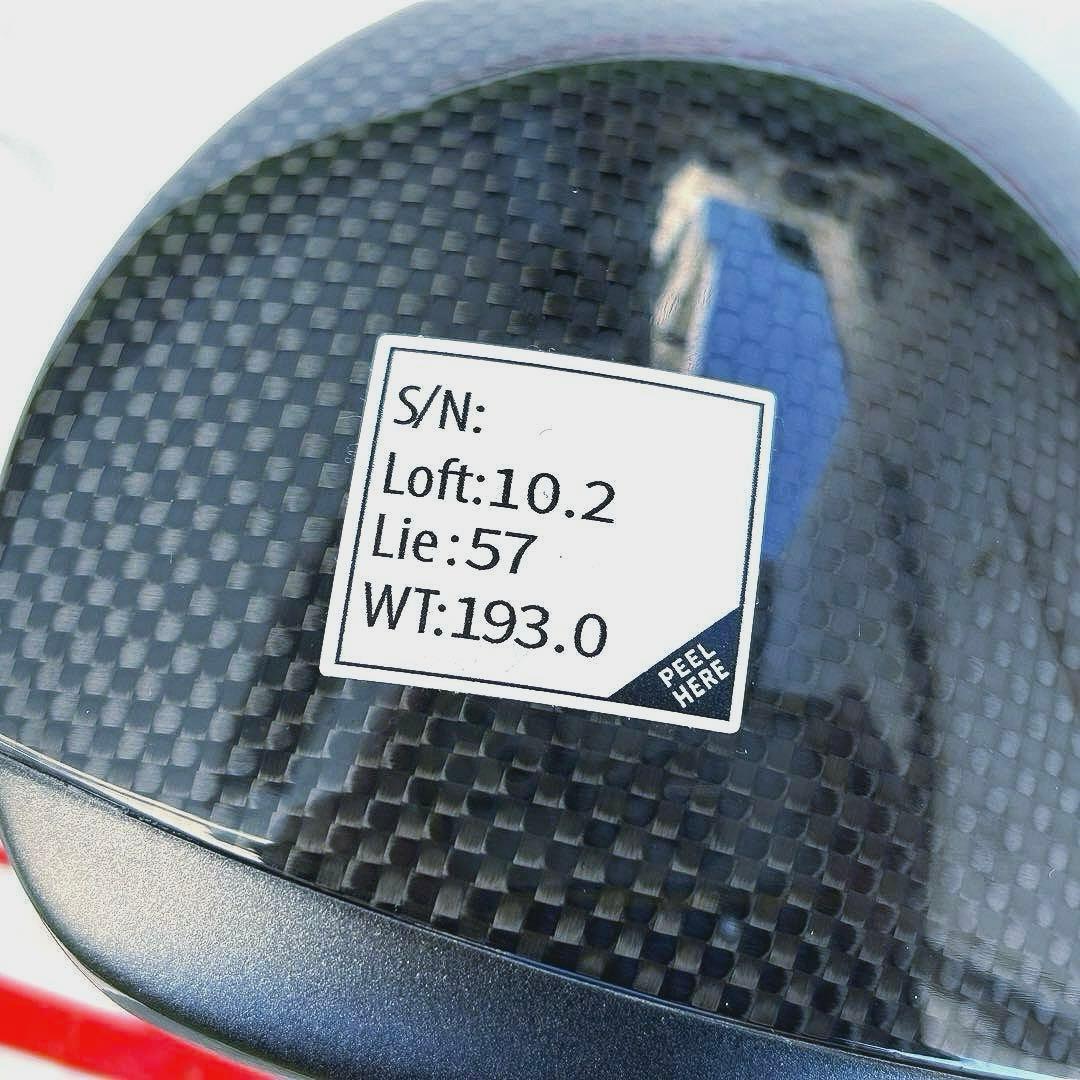 S/N:
Loft:10.2
Lie:57
WT:193.0
PEEL
HERE